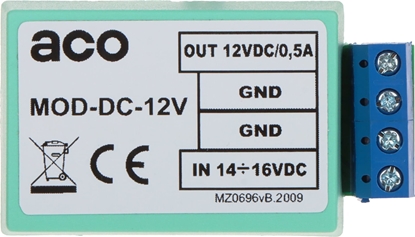 aco
MOD-DC-12V
CE
OUT 12VDC/0,5A
GND
GND
IN 14÷16VDC
MZ0696vB.2009